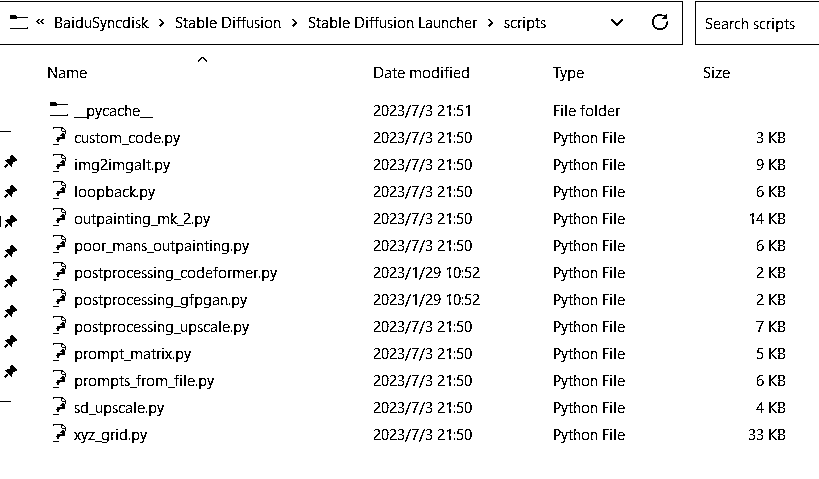 « BaiduSyncdisk > Stable Diffusion > Stable Diffusion Launcher > scripts Search scripts
Name Date modified Type Size
__pycache__ 2023/7/3 21:51 File folder
custom_code.py 2023/7/3 21:50 Python File 3 KB
img2imgalt.py 2023/7/3 21:50 Python File 9 KB
loopback.py 2023/7/3 21:50 Python File 6 KB
outpainting_mk_2.py 2023/7/3 21:50 Python File 14 KB
poor_mans_outpainting.py 2023/7/3 21:50 Python File 6 KB
postprocessing_codeformer.py 2023/1/29 10:52 Python File 2 KB
postprocessing_gfpgan.py 2023/1/29 10:52 Python File 2 KB
postprocessing_upscale.py 2023/7/3 21:50 Python File 7 KB
prompt_matrix.py 2023/7/3 21:50 Python File 5 KB
prompts_from_file.py 2023/7/3 21:50 Python File 6 KB
sd_upscale.py 2023/7/3 21:50 Python File 4 KB
xyz_grid.py 2023/7/3 21:50 Python File 33 KB